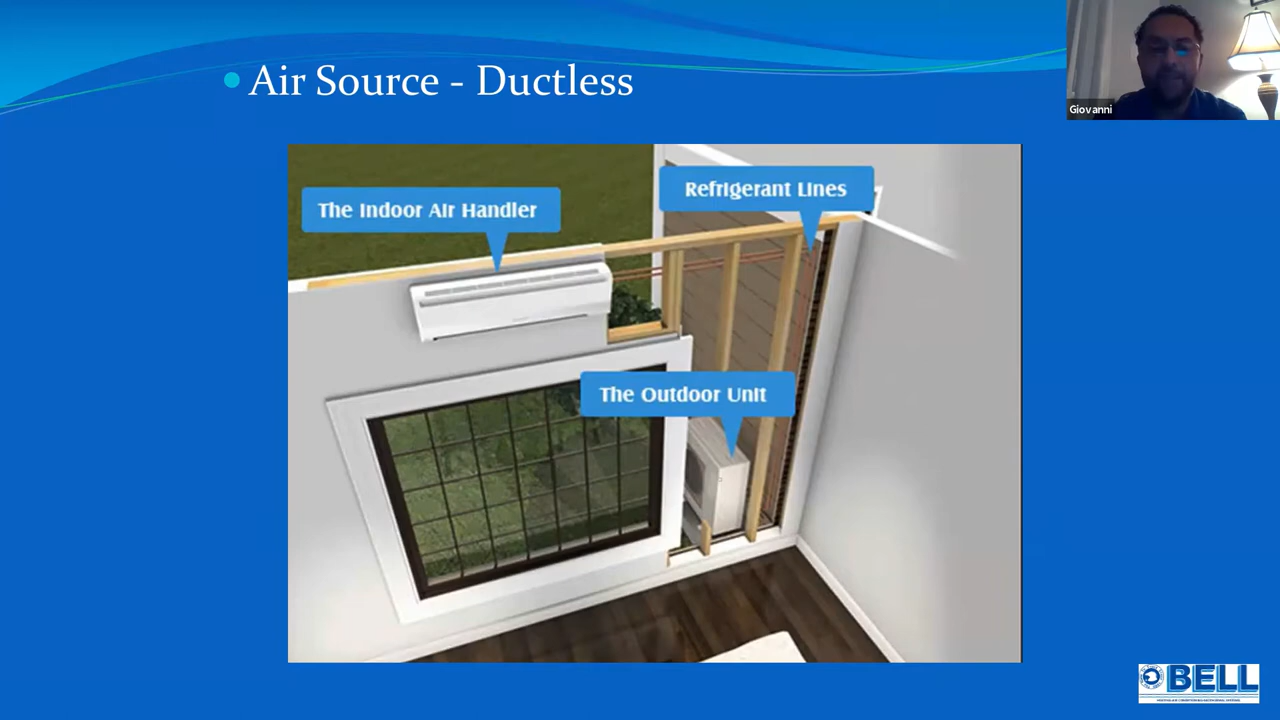 Air Source - Ductless
Giovanni
The Indoor Air Handler
Refrigerant Lines
The Outdoor Unit
BELL